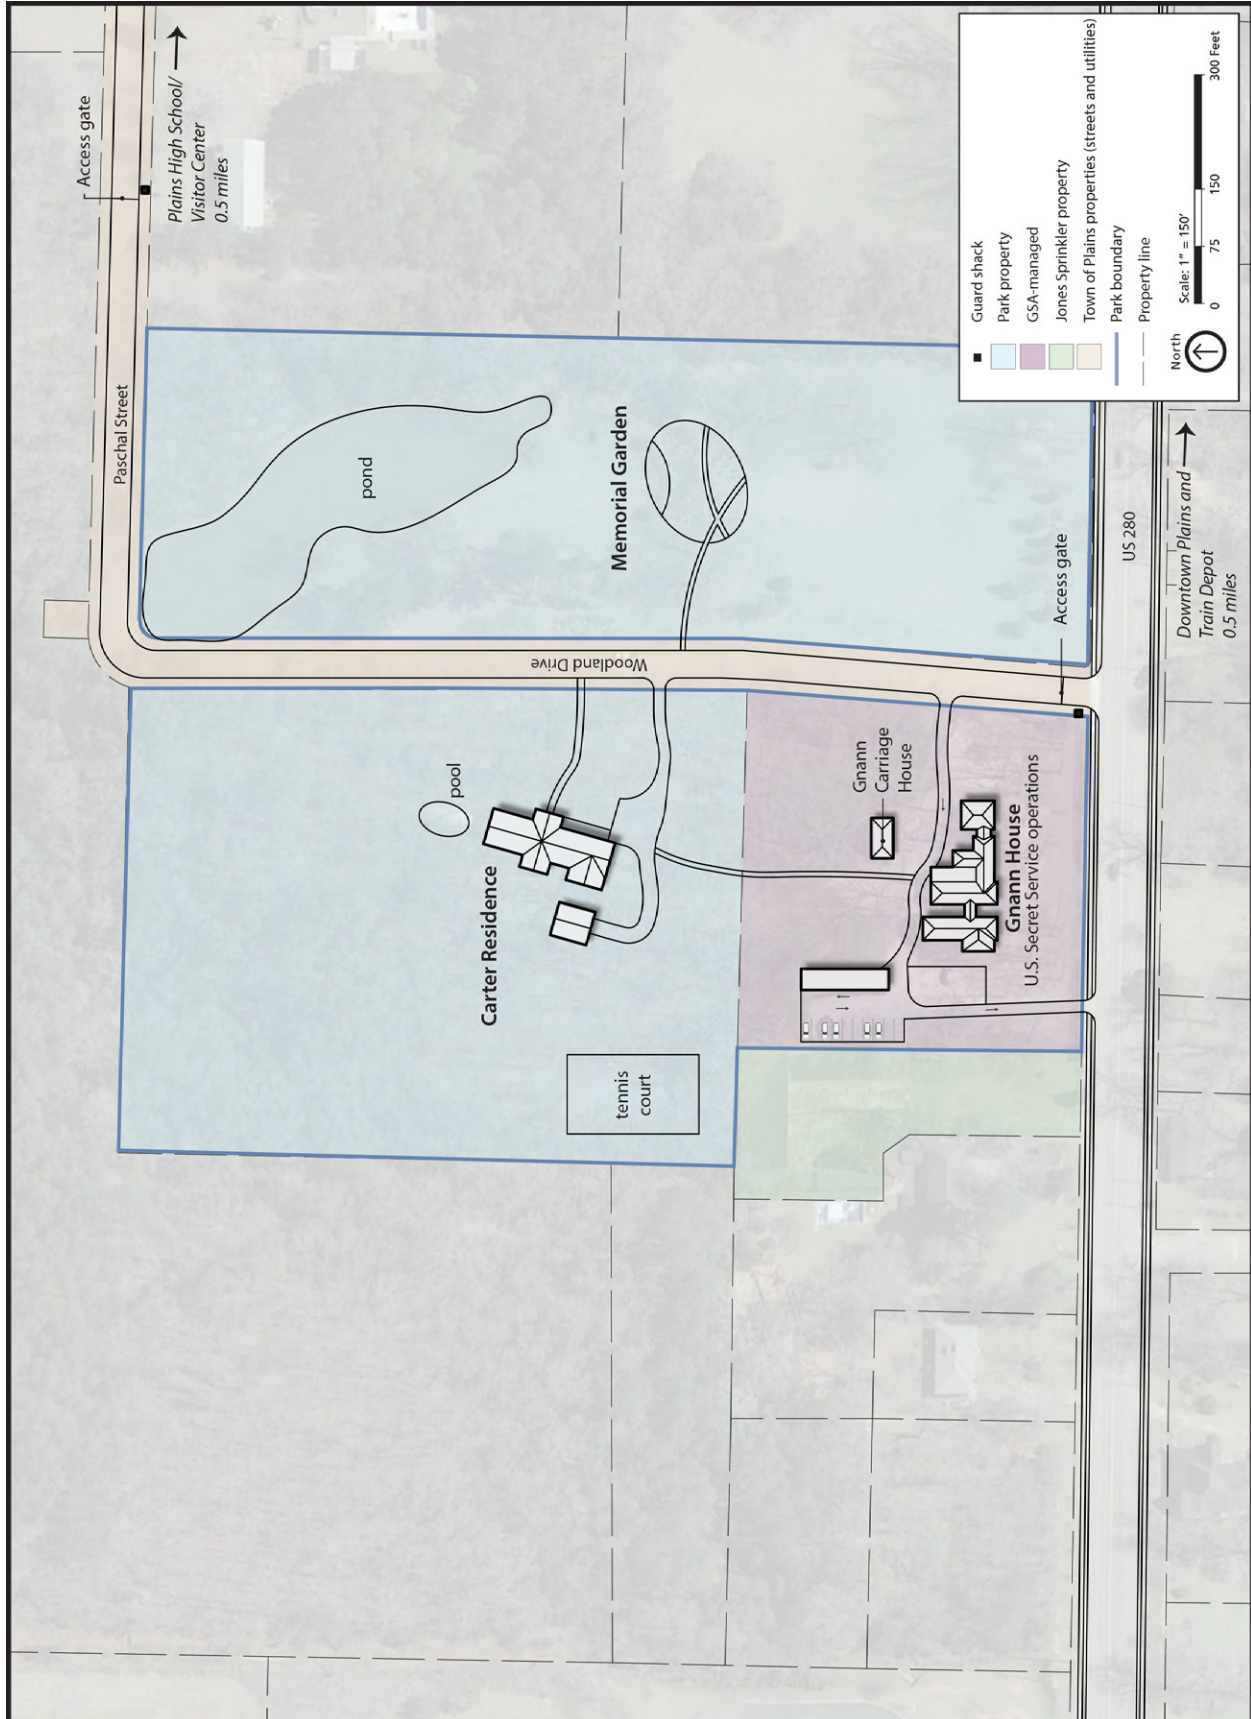 Access gate
Plains High School/
Visitor Center
0.5 miles
Paschal Street
pond
Memorial Garden
Woodland Drive
pool
Carter Residence
tennis
court
Gnann
Carriage
House
Gnann House
U.S. Secret Service operations
Access gate
US 280
Downtown Plains and
Train Depot
0.5 miles
Guard shack
Park property
GSA-managed
Jones Sprinkler property
Town of Plains properties (streets and utilities)
Park boundary
Property line
North
Scale: 1" = 150'
0 75 150 300 Feet